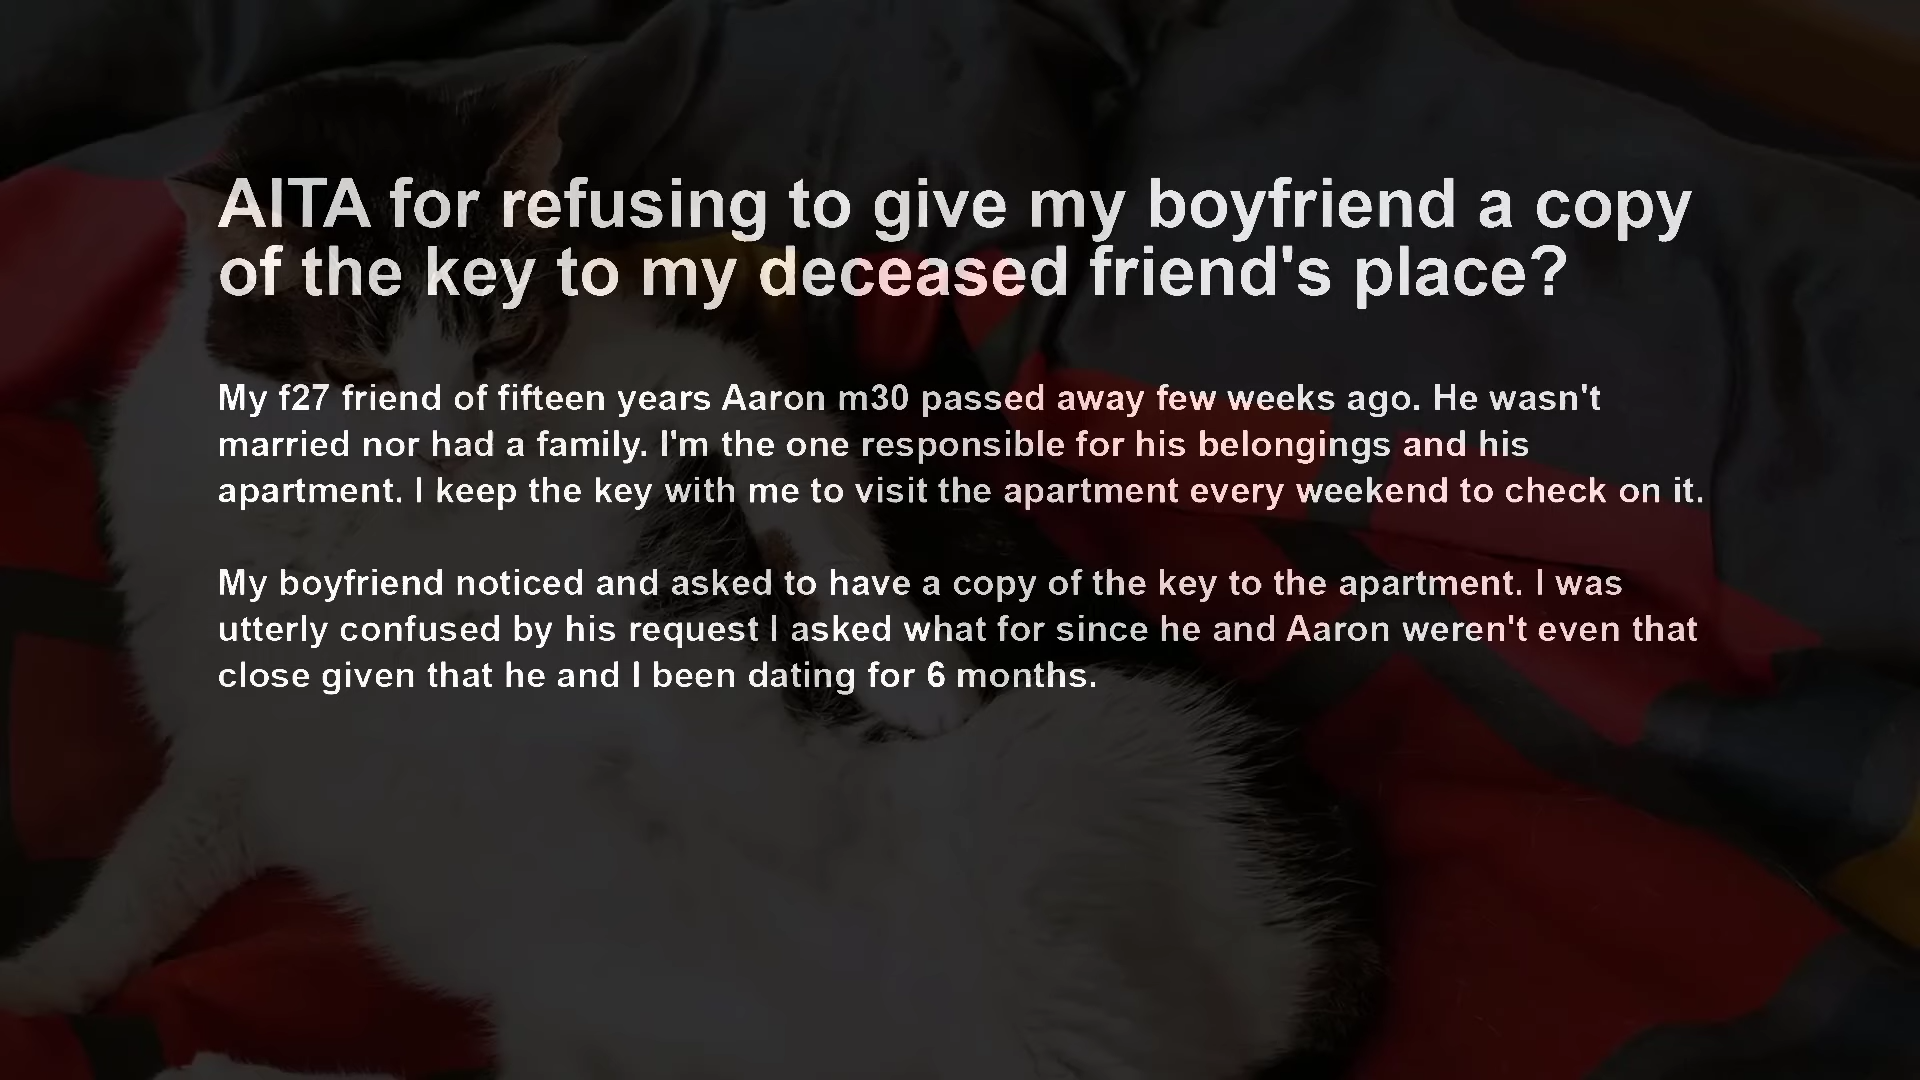 AITA for refusing to give my boyfriend a copy
of the key to my deceased friend's place?
My f27 friend of fifteen years Aaron m30 passed away few weeks ago. He wasn't
married nor had a family. I'm the one responsible for his belongings and his
apartment. I keep the key with me to visit the apartment every weekend to check on it.
My boyfriend noticed and asked to have a copy of the key to the apartment. I was
utterly confused by his request I asked what for since he and Aaron weren't even that
close given that he and I been dating for 6 months.